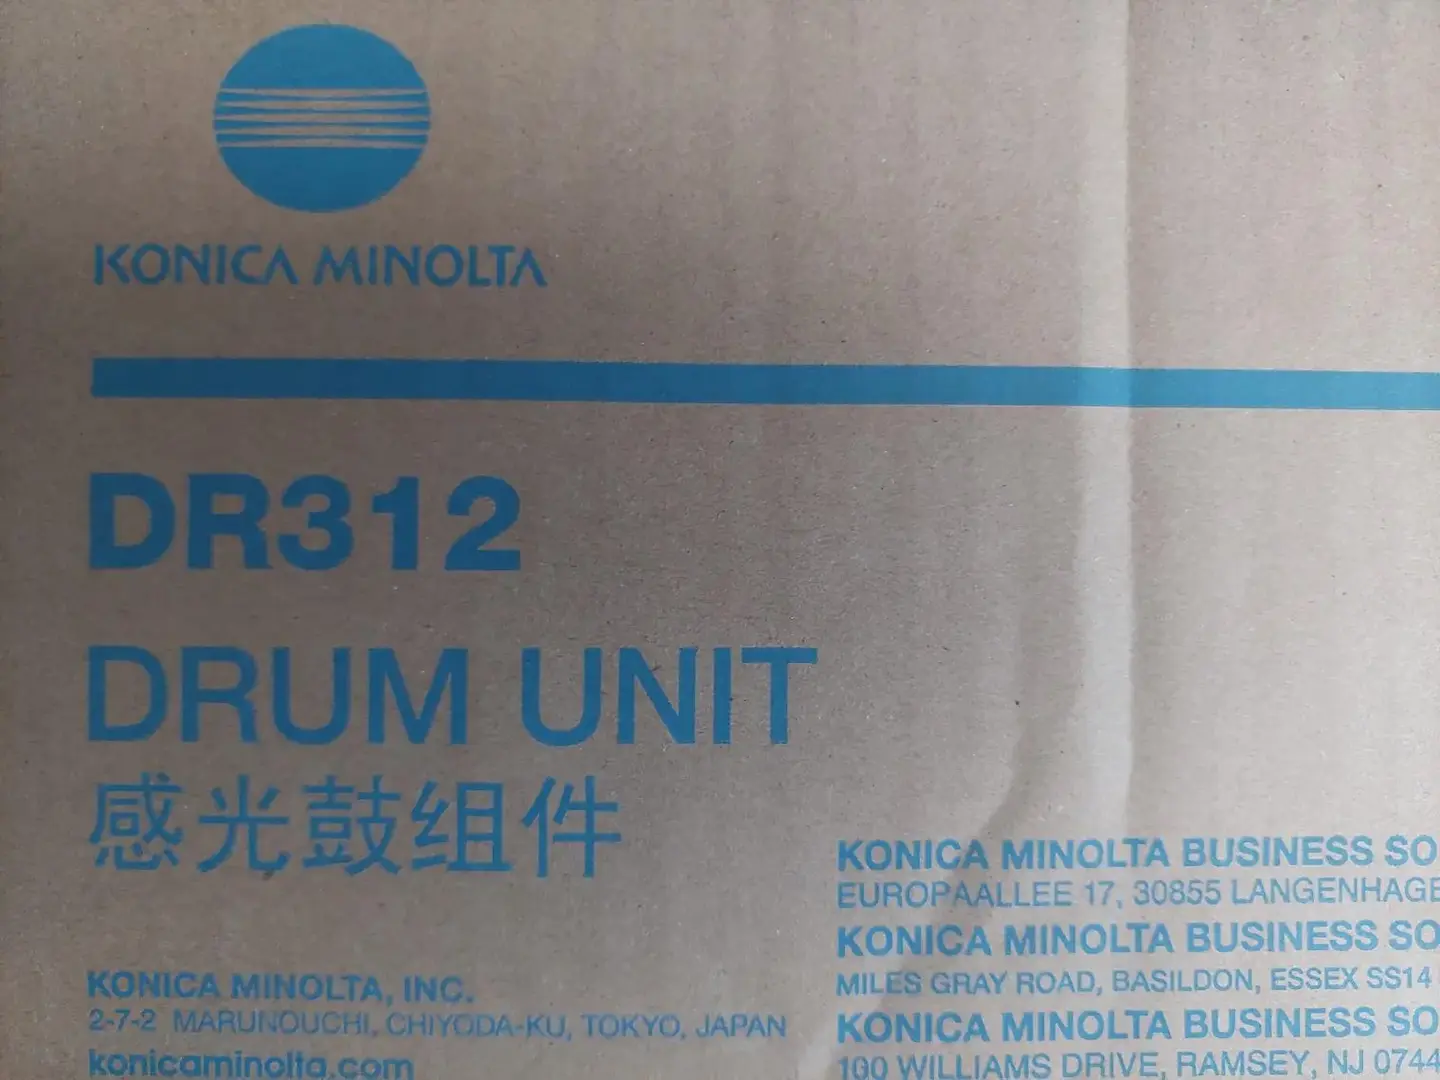 KONICA MINOLTA
DR312
DRUM UNIT
感光鼓组件
KONICA MINOLTA, INC.
2-7-2 MARUNOUCHI, CHIYODA-KU, TOKYO, JAPAN
konicaminolta.com
KONICA MINOLTA BUSINESS SO
EUROPAALLEE 17, 30855 LANGENHAGE
KONICA MINOLTA BUSINESS SO
MILES GRAY ROAD, BASILDON, ESSEX SS14
KONICA MINOLTA BUSINESS SO
100 WILLIAMS DRIVE, RAMSEY, NJ 0744